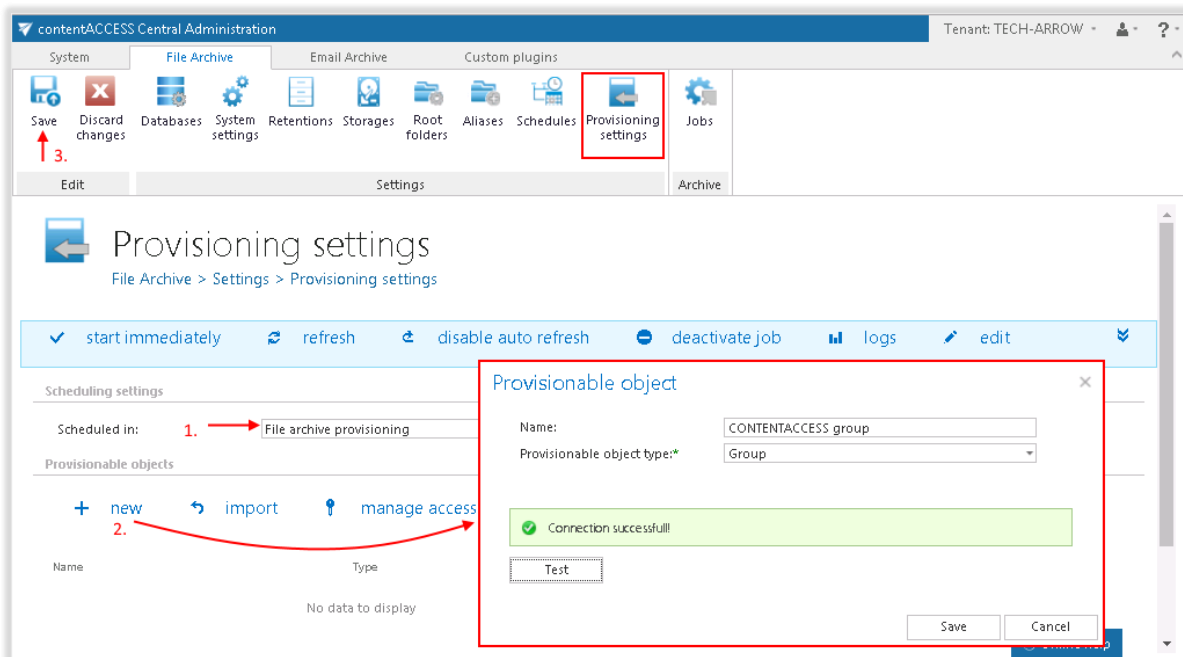 contentACCESS Central Administration
Tenant: TECH-ARROW
?
System
File Archive
Email Archive
Custom plugins
Save
Discard changes
Databases
System settings
Retentions
Storages
Root folders
Aliases
Schedules
Provisioning settings
Jobs
3.
Edit
Settings
Archive
Provisioning settings
File Archive > Settings > Provisioning settings
start immediately
refresh
disable auto refresh
deactivate job
logs
edit
Scheduling settings
Scheduled in:
1.
File archive provisioning
Provisionable objects
new
import
manage access
2.
Name
Type
No data to display
Provisionable object
Name:
CONTENTACCESS group
Provisionable object type:*
Group
Connection successfull!
Test
Save
Cancel